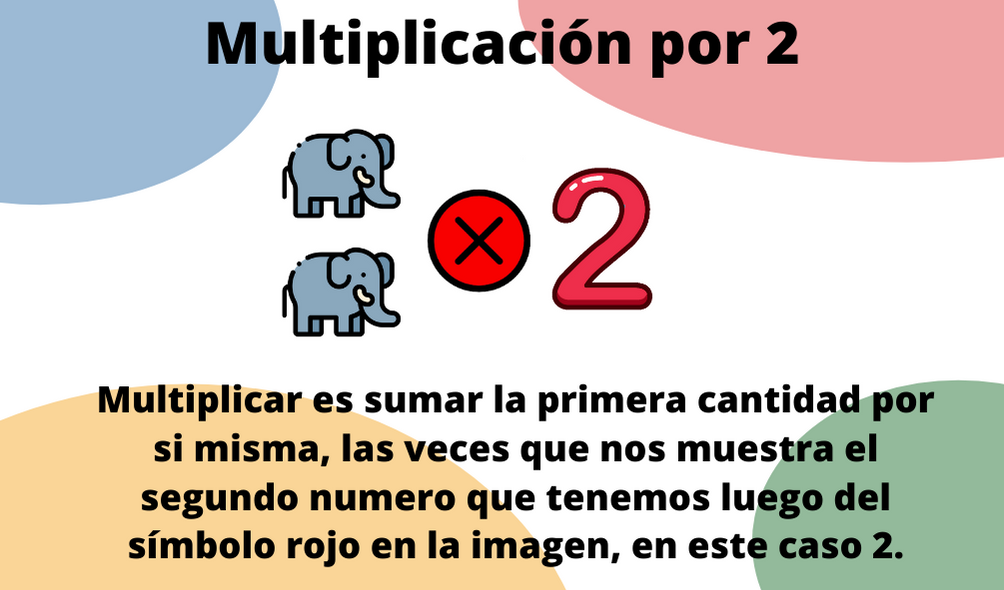 Multiplicación por 2
2
Multiplicar es sumar la primera cantidad por
si misma, las veces que nos muestra el
segundo numero que tenemos luego del
símbolo rojo en la imagen, en este caso 2.